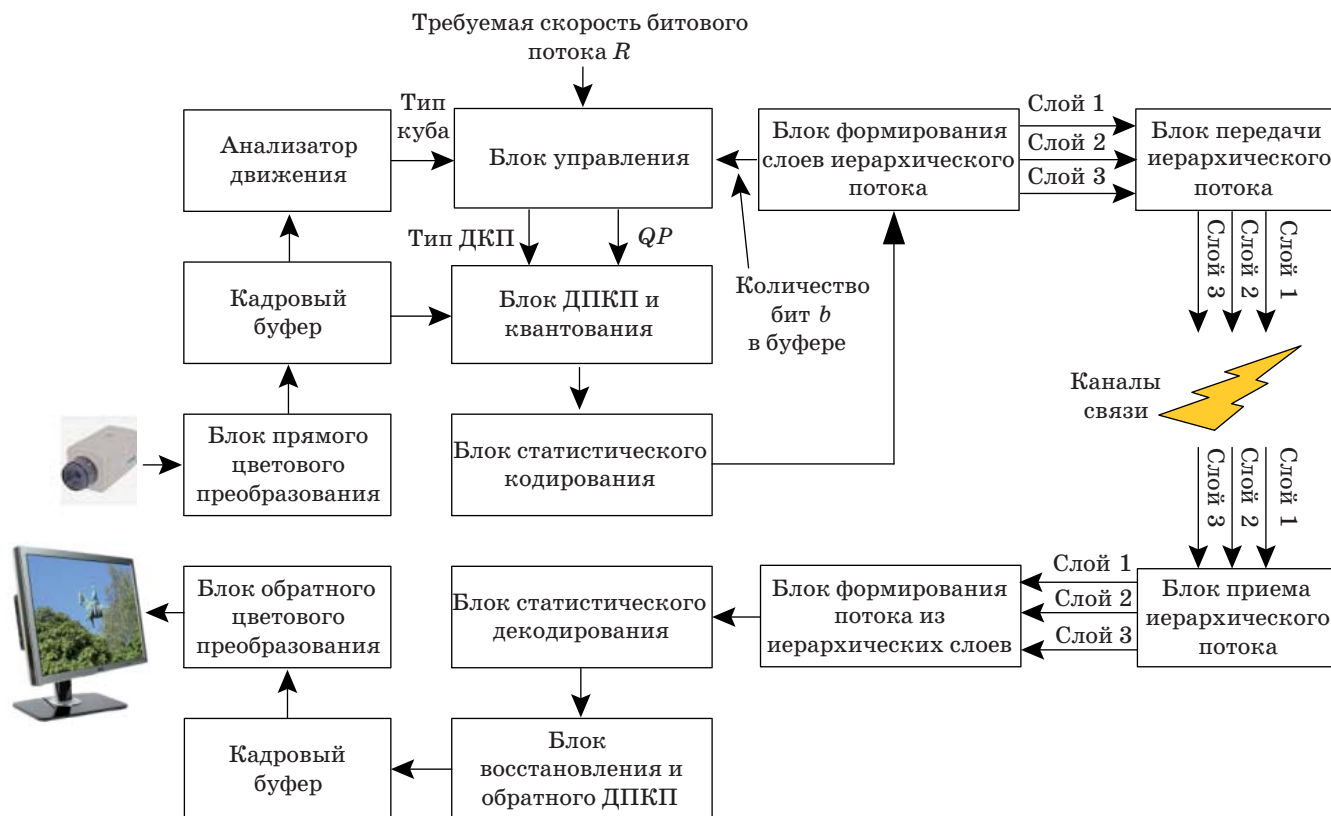 Требуемая скорость битового
потока R
Тип
куба
Анализатор
движения
Блок управления
Блок формирования
слоев иерархического
потока
Слой 1
Слой 2
Слой 3
Блок передачи
иерархического
потока
Тип ДКП
QP
Кадровый
буфер
Блок ДПКП и
квантования
Количество
бит b
в буфере
Слой 3
Слой 2
Слой 1
Каналы
связи
Блок прямого
цветового
преобразования
Блок статистического
кодирования
Слой 3
Слой 2
Слой 1
Блок обратного
цветового
преобразования
Блок статистического
декодирования
Блок формирования
потока из
иерархических слоев
Слой 1
Слой 2
Слой 3
Блок приема
иерархического
потока
Кадровый
буфер
Блок
восстановления и
обратного ДПКП